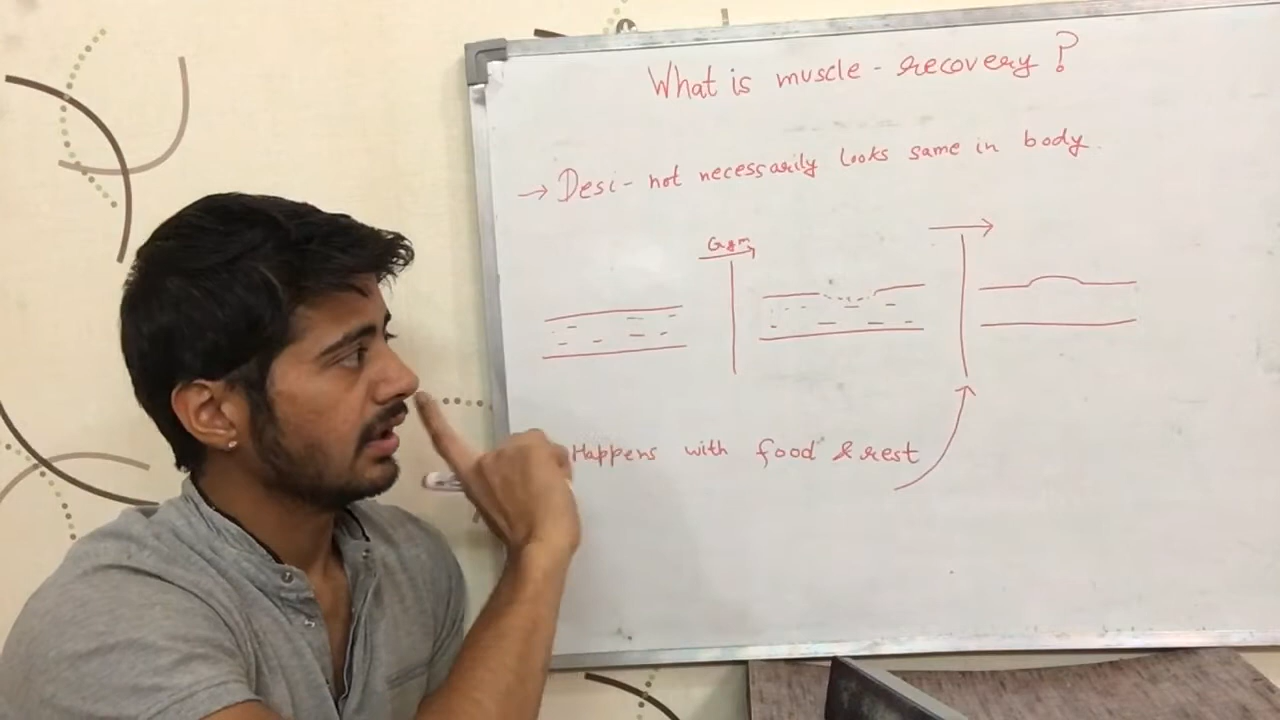 What is muscle - recovery?
→ Desi - not necessarily looks same in body.
Gym
Happens with food & rest